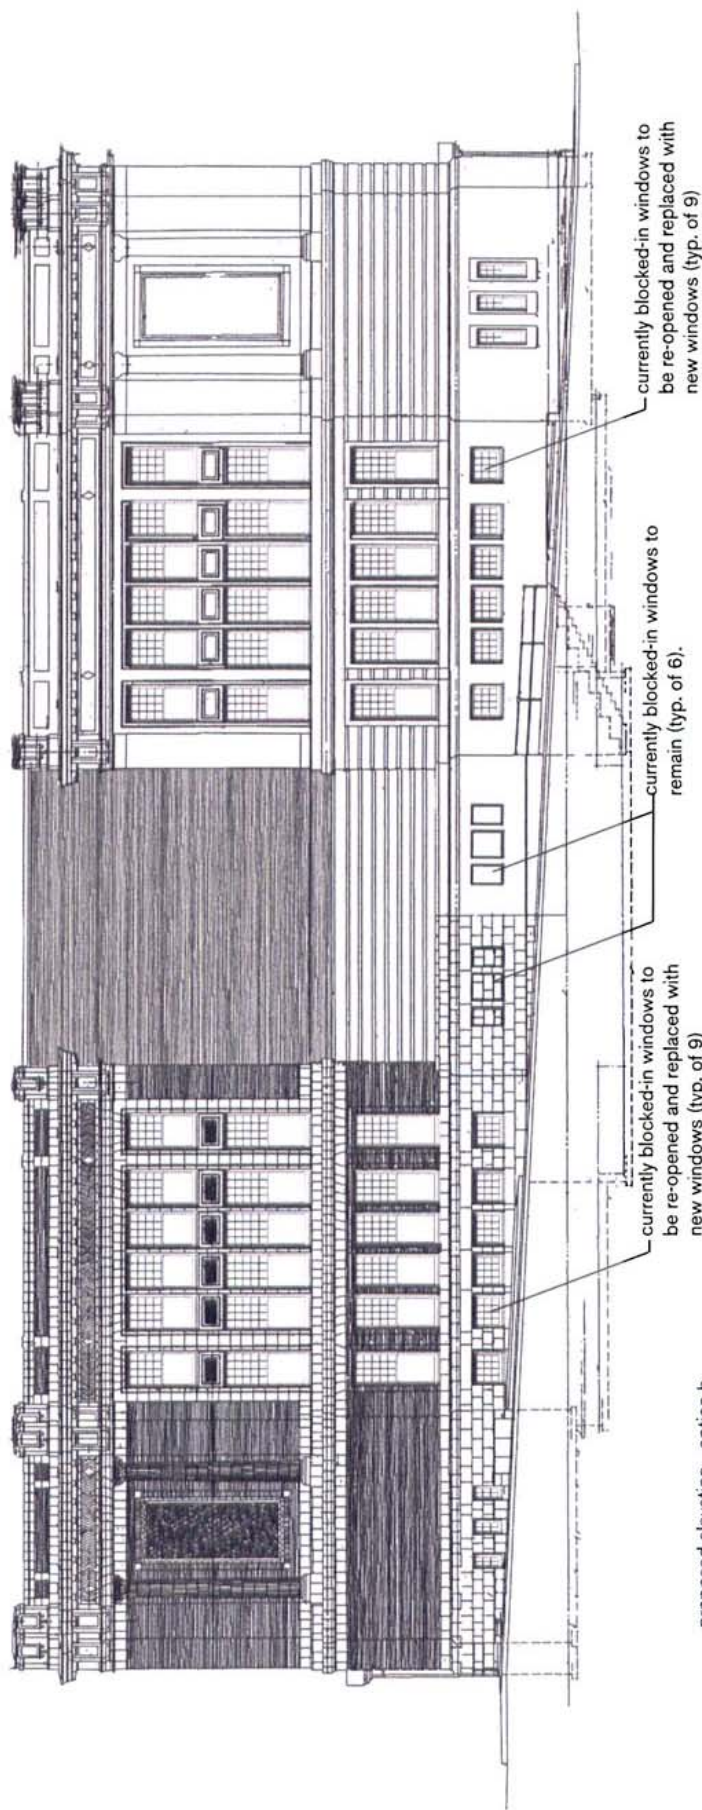 currently blocked-in windows to
be re-opened and replaced with
new windows (typ. of 9)
currently blocked-in windows to
remain (typ. of 6).
currently blocked-in windows to
be re-opened and replaced with
new windows (typ. of 9)